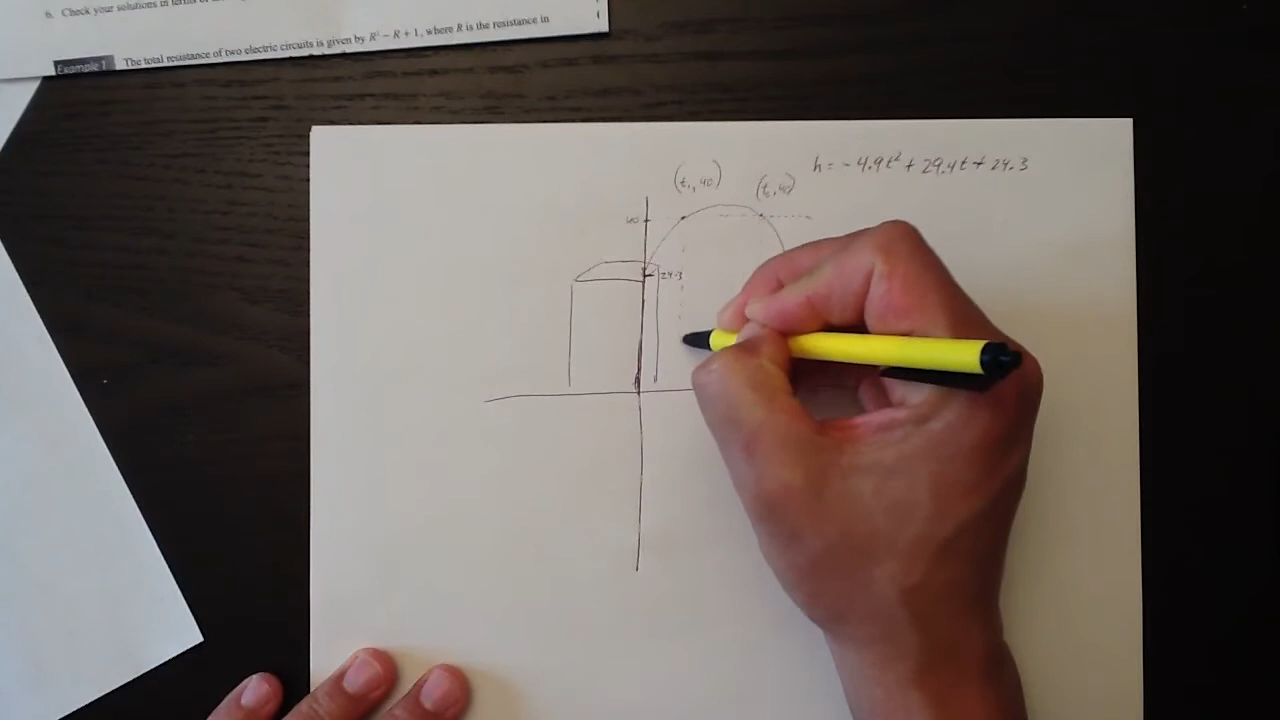 6. Check your solutions in terms of
Example 1 The total resistance of two electric circuits is given by R² − R + 1, where R is the resistance in
h = -4.9t² + 29.4t + 24.3
(t₁, 40) (t₂, 40)
40
24.3